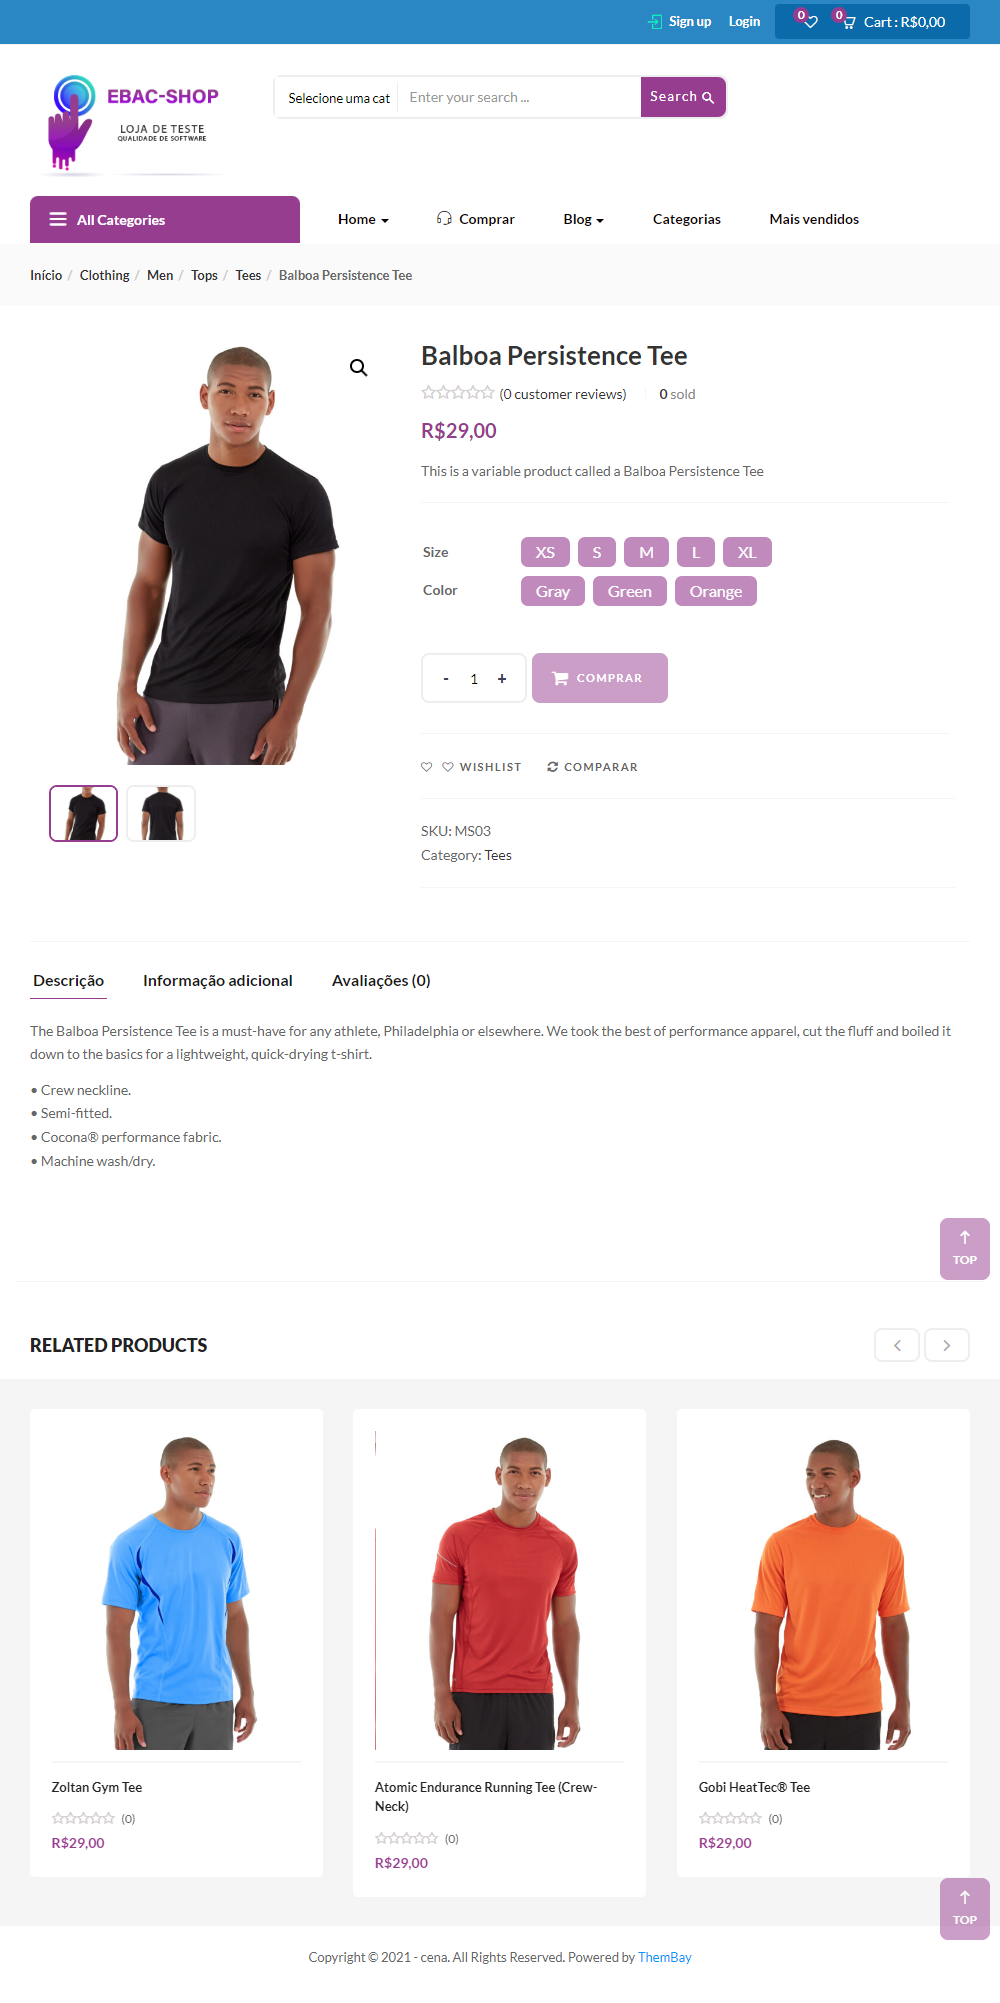 Sign up Login 0 0 Cart : R$0,00
EBAC-SHOP
LOJA DE TESTE
QUALIDADE DE SOFTWARE
Selecione uma cat Enter your search ... Search
All Categories Home Comprar Blog Categorias Mais vendidos
Início / Clothing / Men / Tops / Tees / Balboa Persistence Tee
Balboa Persistence Tee
(0 customer reviews) 0 sold
R$29,00
This is a variable product called a Balboa Persistence Tee
Size XS S M L XL
Color Gray Green Orange
- 1 + COMPRAR
WISHLIST COMPARAR
SKU: MS03
Category: Tees
Descrição Informação adicional Avaliações (0)
The Balboa Persistence Tee is a must-have for any athlete, Philadelphia or elsewhere. We took the best of performance apparel, cut the fluff and boiled it
down to the basics for a lightweight, quick-drying t-shirt.
• Crew neckline.
• Semi-fitted.
• Cocona® performance fabric.
• Machine wash/dry.
TOP
RELATED PRODUCTS
Zoltan Gym Tee
(0)
R$29,00
Atomic Endurance Running Tee (Crew-
Neck)
(0)
R$29,00
Gobi HeatTec® Tee
(0)
R$29,00
TOP
Copyright © 2021 - cena. All Rights Reserved. Powered by ThemBay